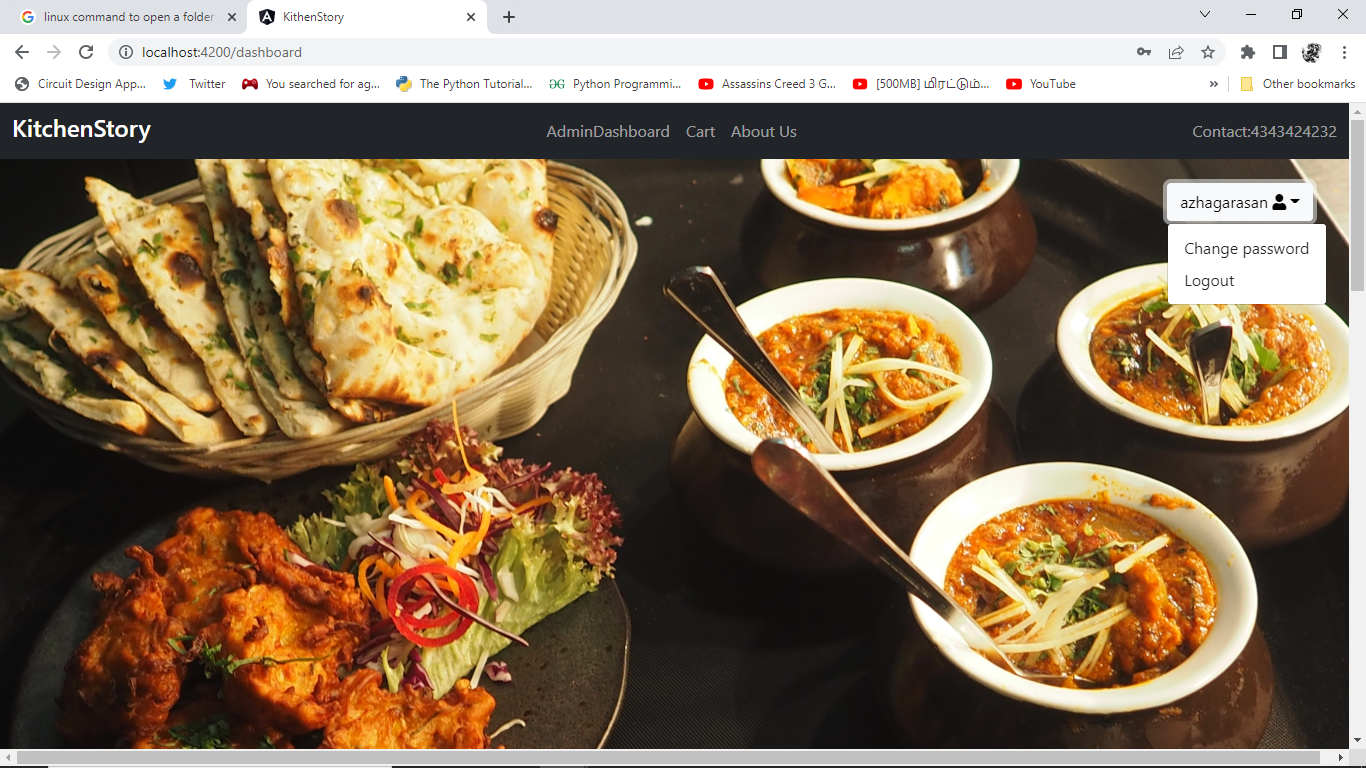 linux command to open a folder
KithenStory
localhost:4200/dashboard
Circuit Design App...
Twitter
You searched for ag...
The Python Tutorial...
Python Programmi...
Assassins Creed 3 G...
[500MB] மிரட்டும்...
YouTube
»
Other bookmarks
KitchenStory
AdminDashboard
Cart
About Us
Contact:4343424232
azhagarasan
Change password
Logout